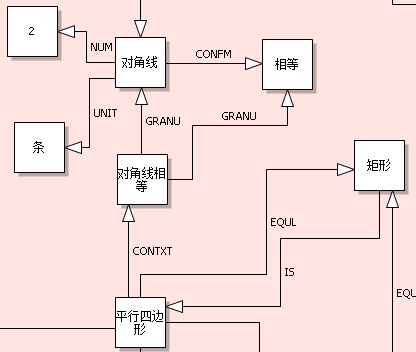 2
NUM
对角线
CONFM
相等
UNIT
GRANU
GRANU
条
对角线相
等
矩形
EQUL
CONTXT
IS
EQU
平行四边
形